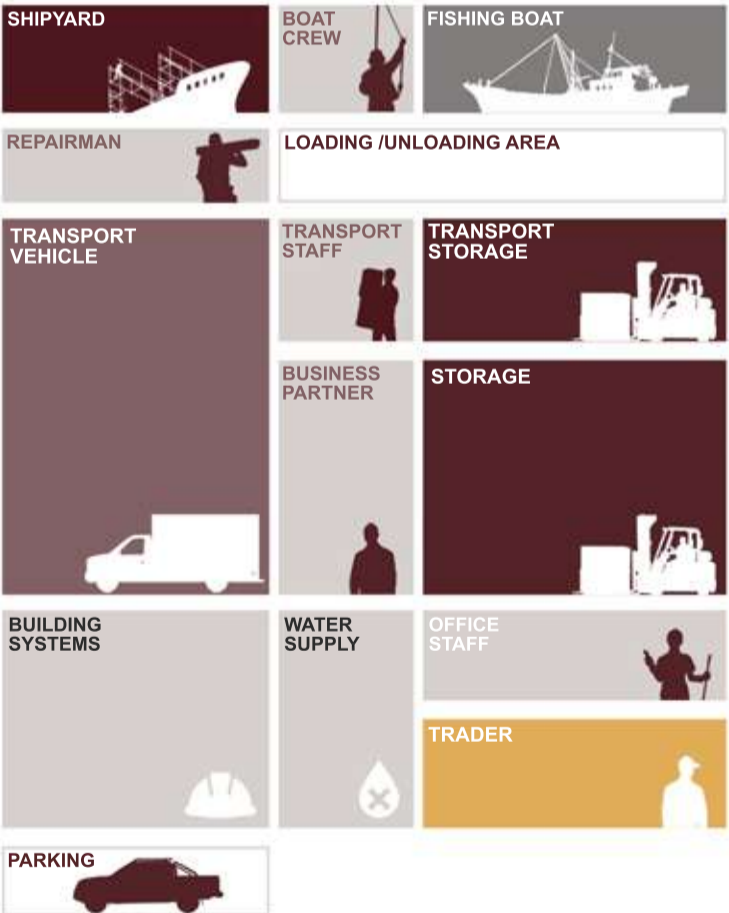 SHIPYARD
BOAT
CREW
FISHING BOAT
REPAIRMAN
LOADING /UNLOADING AREA
TRANSPORT
VEHICLE
TRANSPORT
STAFF
TRANSPORT
STORAGE
BUSINESS
PARTNER
STORAGE
BUILDING
SYSTEMS
WATER
SUPPLY
OFFICE
STAFF
TRADER
PARKING